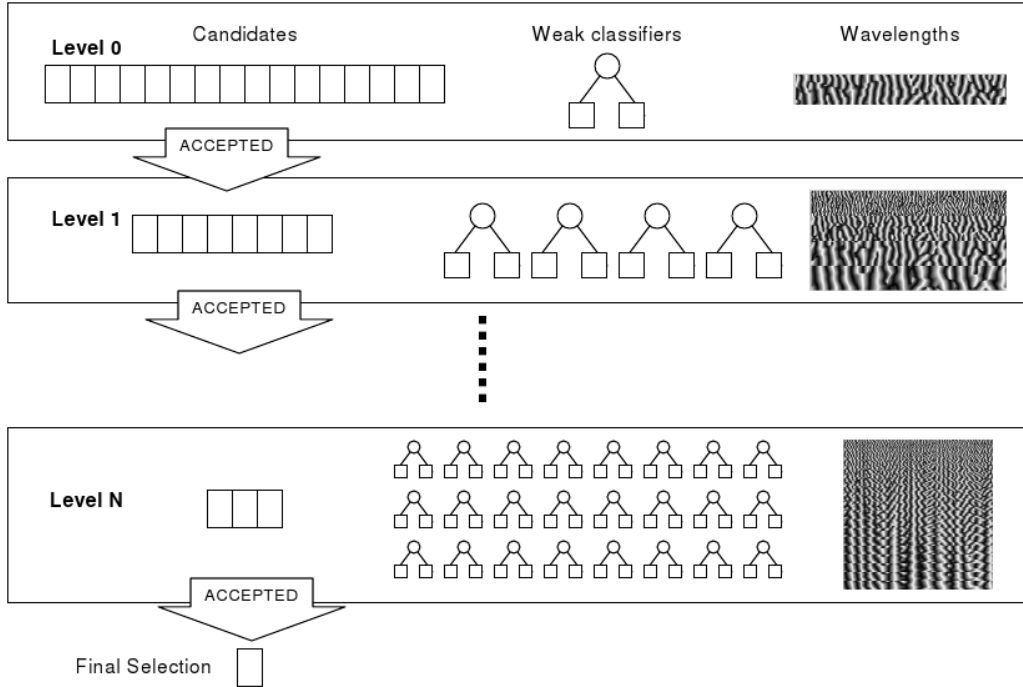 Candidates
Weak classifiers
Wavelengths
Level 0
ACCEPTED
Level 1
ACCEPTED
Level N
ACCEPTED
Final Selection